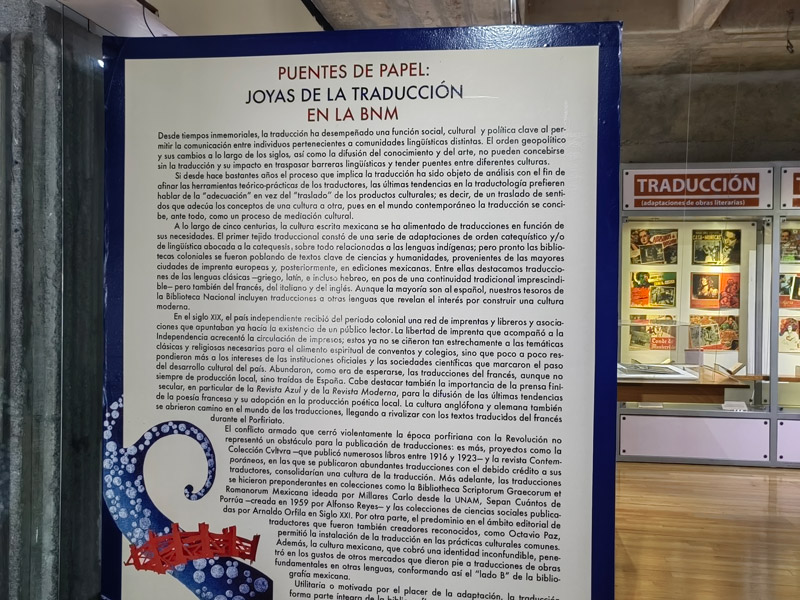 PUENTES DE PAPEL:
JOYAS DE LA TRADUCCIÓN
EN LA BNM
Desde tiempos inmemoriales, la traducción ha desempeñado una función social, cultural y política clave al per-
mitir la comunicación entre individuos pertenecientes a comunidades lingüísticas distintas. El orden geopolítico
y sus cambios a lo largo de los siglos, así como la difusión del conocimiento y del arte, no pueden concebirse
sin la traducción y su impacto en traspasar barreras lingüísticas y tender puentes entre diferentes culturas.
Si desde hace bastantes años el proceso que implica la traducción ha sido objeto de análisis con el fin de
afinar las herramientas teórico-prácticas de los traductores, las últimas tendencias en la traductología prefieren
hablar de la "adecuación" en vez del "traslado" de los productos culturales; es decir, de un traslado de senti-
dos que adecúa los conceptos de una cultura a otra, pues en el mundo contemporáneo la traducción se conci-
be, ante todo, como un proceso de mediación cultural.
A lo largo de cinco centurias, la cultura escrita mexicana se ha alimentado de traducciones en función de
sus necesidades. El primer tejido traduccional constó de una serie de adaptaciones de orden catequístico y/o
de lingüística abocada a la catequesis, sobre todo relacionadas a las lenguas indígenas; pero pronto las biblio-
tecas coloniales se fueron poblando de textos clave de ciencias y humanidades, provenientes de las mayores
ciudades de imprenta europeas y, posteriormente, en ediciones mexicanas. Entre ellas destacamos traduccio-
nes de las lenguas clásicas —griego, latín, e incluso hebreo, en pos de una continuidad tradicional imprescindi-
ble— pero también del francés, del italiano y del inglés. Aunque la mayoría son al español, nuestros tesoros de
la Biblioteca Nacional incluyen traducciones a otras lenguas que revelan el interés por construir una cultura
moderna.
En el siglo XIX, el país independiente recibió del periodo colonial una red de imprentas y libreros y asocia-
ciones que apuntaban ya hacia la existencia de un público lector. La libertad de imprenta que acompañó a la
Independencia acrecentó la circulación de impresos; estos ya no se ciñeron tan estrechamente a las temáticas
clásicas y religiosas necesarias para el alimento espiritual de conventos y colegios, sino que poco a poco res-
pondieron más a los intereses de las instituciones oficiales y las sociedades científicas que marcaron el paso
del desarrollo cultural del país. Abundaron, como era de esperarse, las traducciones del francés, aunque no
siempre de producción local, sino traídas de España. Cabe destacar también la importancia de la prensa fini-
secular, en particular de la Revista Azul y de la Revista Moderna, para la difusión de las últimas tendencias
de la poesía francesa y su adopción en la producción poética local. La cultura anglófona y alemana también
se abrieron camino en el mundo de las traducciones, llegando a rivalizar con los textos traducidos del francés
durante el Porfiriato.
El conflicto armado que cerró violentamente la época porfiriana con la Revolución no
representó un obstáculo para la publicación de traducciones: es más, proyectos como la
Colección Cvltvra —que publicó numerosos libros entre 1916 y 1923— y la revista Contem-
poráneos, en las que se publicaron abundantes traducciones con el debido crédito a sus
traductores, consolidarían una cultura de la traducción. Más adelante, las traducciones
se hicieron preponderantes en colecciones como la Bibliotheca Scriptorum Graecorum et
Romanorum Mexicana ideada por Millares Carlo desde la UNAM, Sepan Cuántos de
Porrúa —creada en 1959 por Alfonso Reyes— y las colecciones de ciencias sociales publica-
das por Arnaldo Orfila en Siglo XXI. Por otra parte, el predominio en el ámbito editorial de
traductores que fueron también creadores reconocidos, como Octavio Paz,
permitió la instalación de la traducción en las prácticas culturales comunes.
Además, la cultura mexicana, que cobró una identidad inconfundible, pene-
tró en los gustos de otros mercados que dieron pie a traducciones de obras
fundamentales en otras lenguas, conformando así el "lado B" de la biblio-
grafía mexicana.
Utilitaria o motivada por el placer de la adaptación, la traducción
forma parte íntegra de la
TRADUCCIÓN
(adaptaciones de obras literarias)